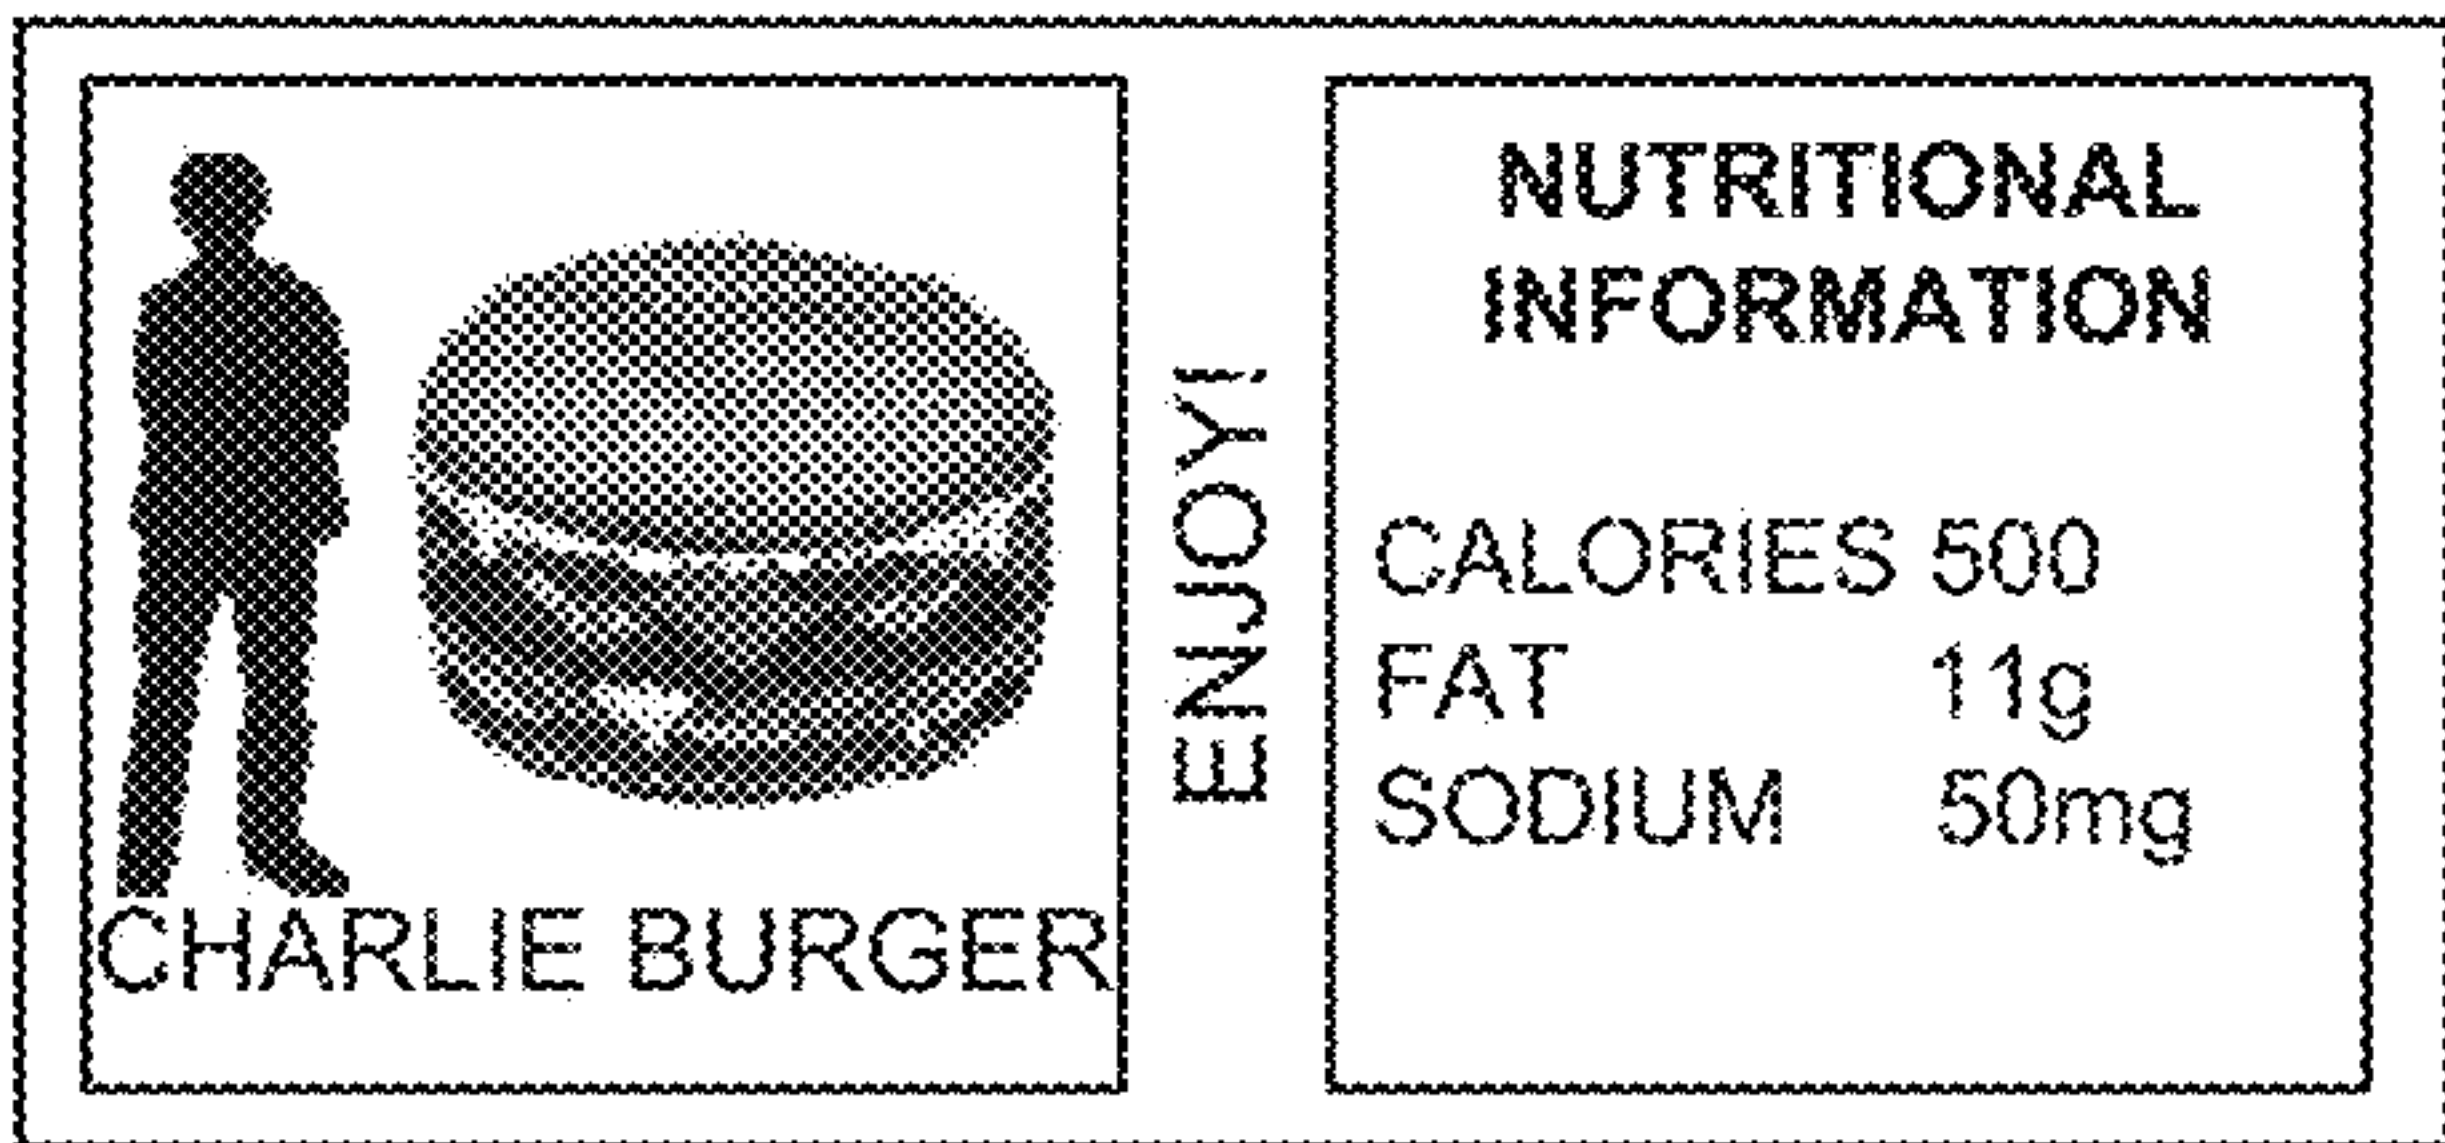 CHARLIE BURGER
ENJOY!
NUTRITIONAL
INFORMATION
CALORIES 500
FAT 11g
SODIUM 50mg